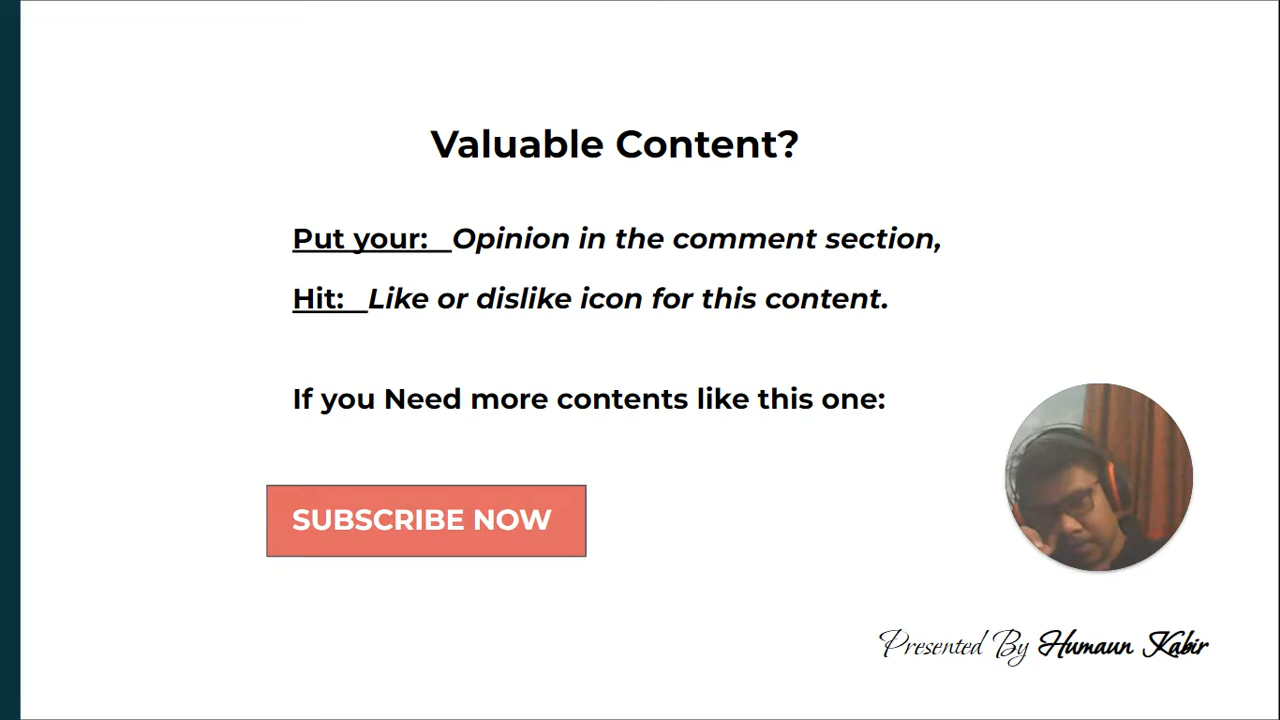 Valuable Content?
Put your: Opinion in the comment section,
Hit: Like or dislike icon for this content.
If you Need more contents like this one:
SUBSCRIBE NOW
Presented By Humaun Kabir